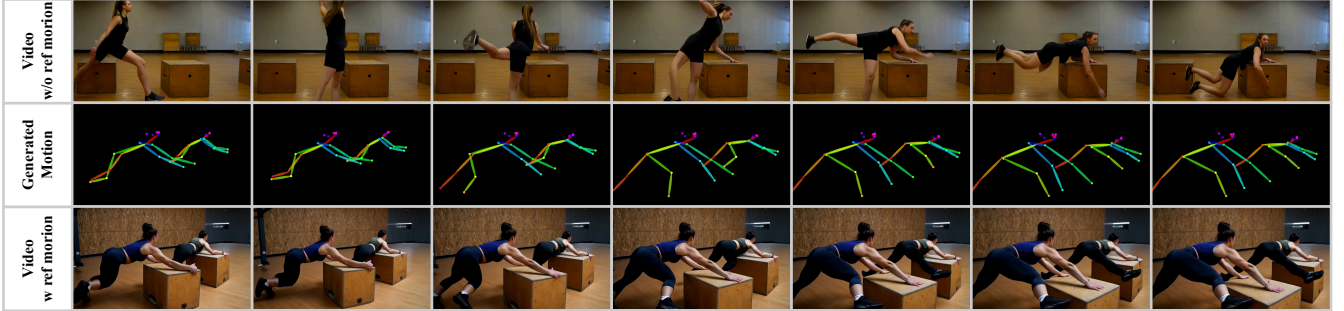 Video
w/o ref morion
Generated
Motion
Video
w ref morion